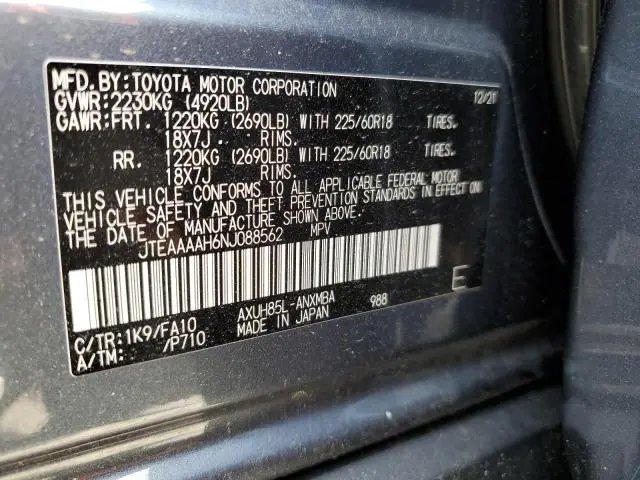 MFD.BY:TOYOTA MOTOR CORPORATION 12/21
GVWR:2230KG (4920LB)
GAWR:FRT. 1220KG (2690LB) WITH 225/60R18 TIRES.
18X7J .. RIMS.
RR. 1220KG (2690LB) WITH 225/60R18 TIRES.
18X7J RIMS.
THIS VEHICLE CONFORMS TO ALL APPLICABLE FEDERAL MOTOR
VEHICLE SAFETY AND THEFT PREVENTION STANDARDS IN EFFECT ON
THE DATE OF MANUFACTURE SHOWN ABOVE.
JTEAAAAH6NJ088562 MPV
E
C/TR:1K9/FA10 AXUH85L-ANXMBA 988
A/TM: /P710 MADE IN JAPAN